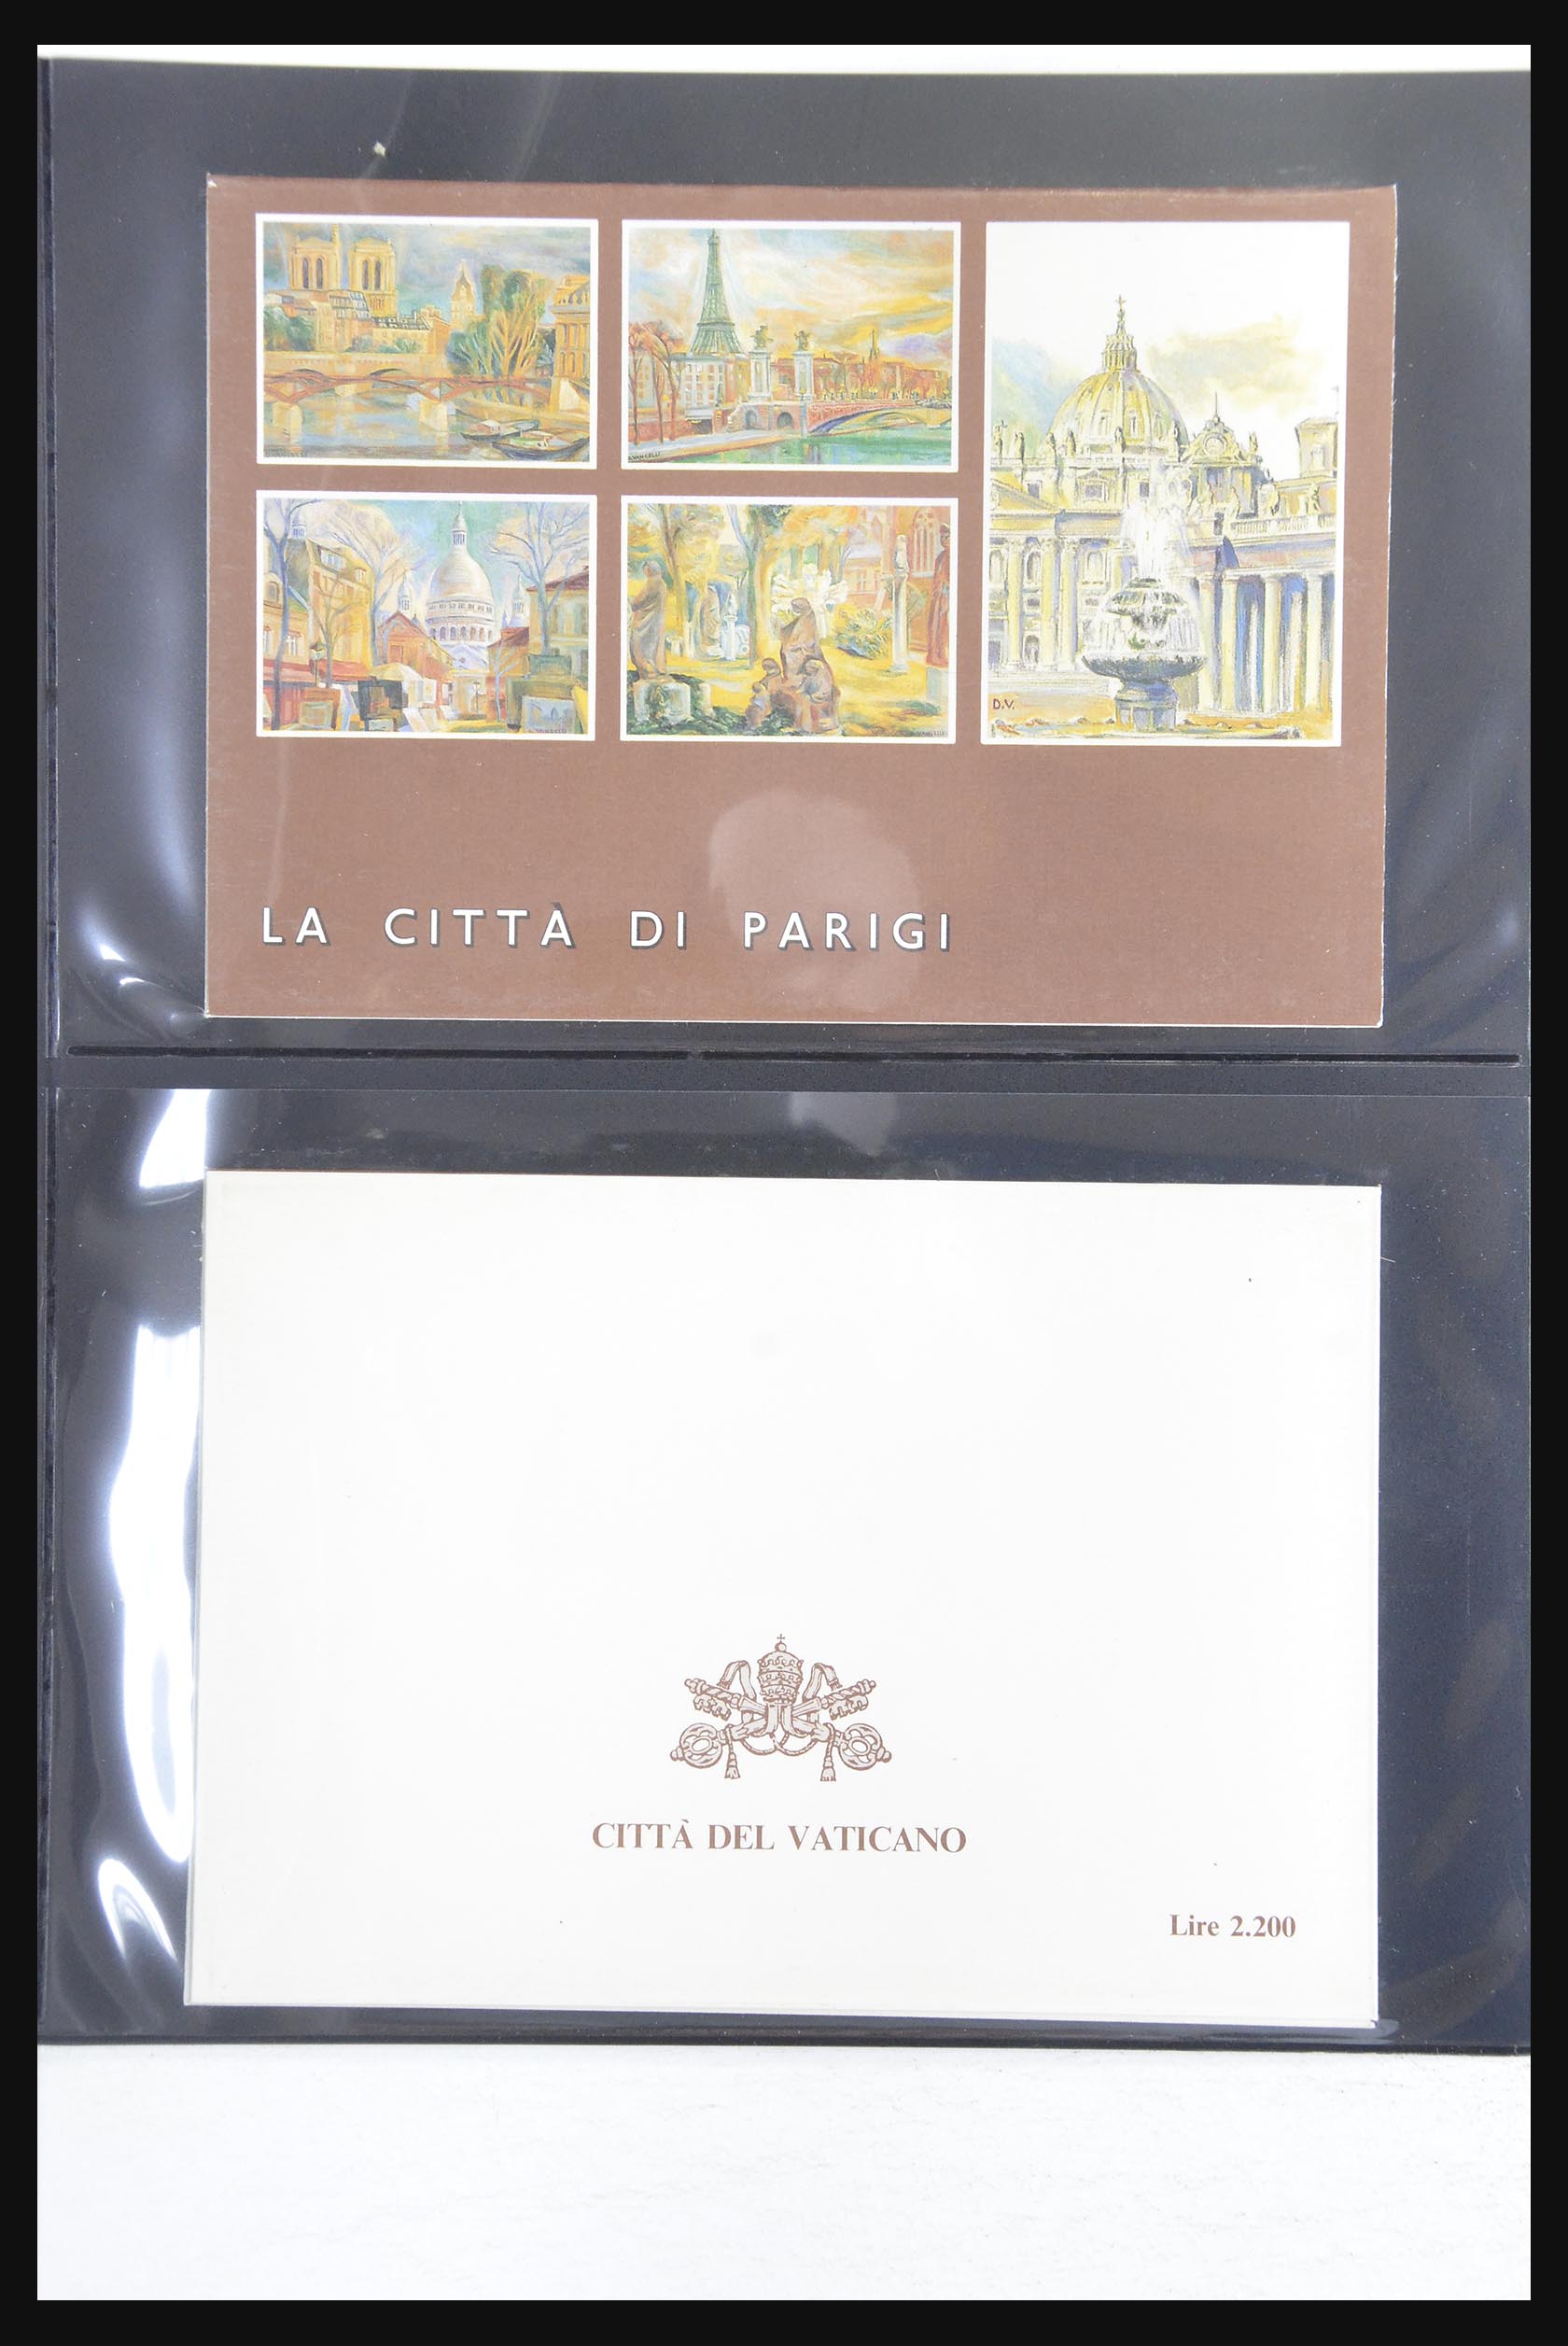 D.V.
LA CITTÀ DI PARIGI
CITTÀ DEL VATICANO
Lire 2.200